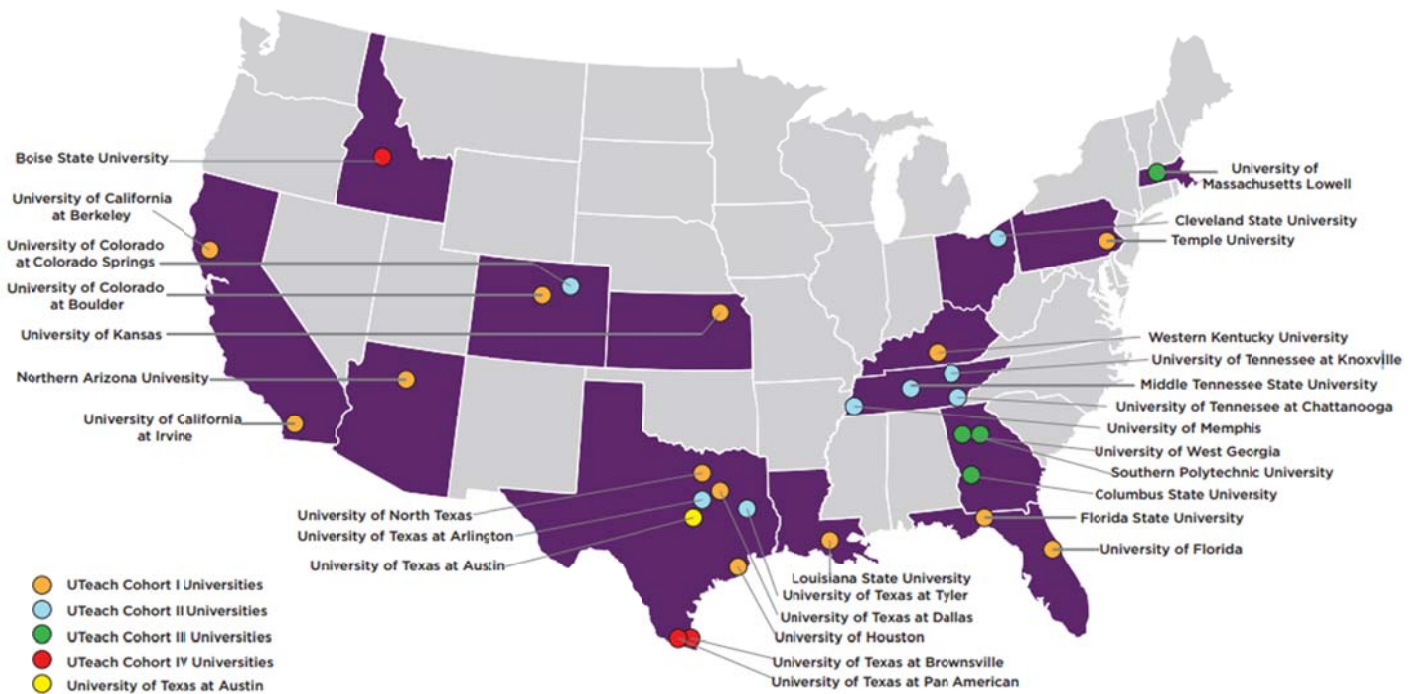 Boise State University
University of California
at Berkeley
University of Colorado
at Colorado Springs
University of Colorado
at Boulder
University of Kansas
Northern Arizona University
University of California
at Irvine
University of North Texas
University of Texas at Arlington
University of Texas at Austin
University of
Massachusetts Lowell
Cleveland State University
Temple University
Western Kentucky University
University of Tennessee at Knoxville
Middle Tennessee State University
University of Tennessee at Chattanooga
University of Memphis
University of West Georgia
Southern Polytechnic University
Columbus State University
Florida State University
University of Florida
Louisiana State University
University of Texas at Tyler
University of Texas at Dallas
University of Houston
University of Texas at Brownsville
University of Texas at Pan American
UTeach Cohort I Universities
UTeach Cohort II Universities
UTeach Cohort III Universities
UTeach Cohort IV Universities
University of Texas at Austin